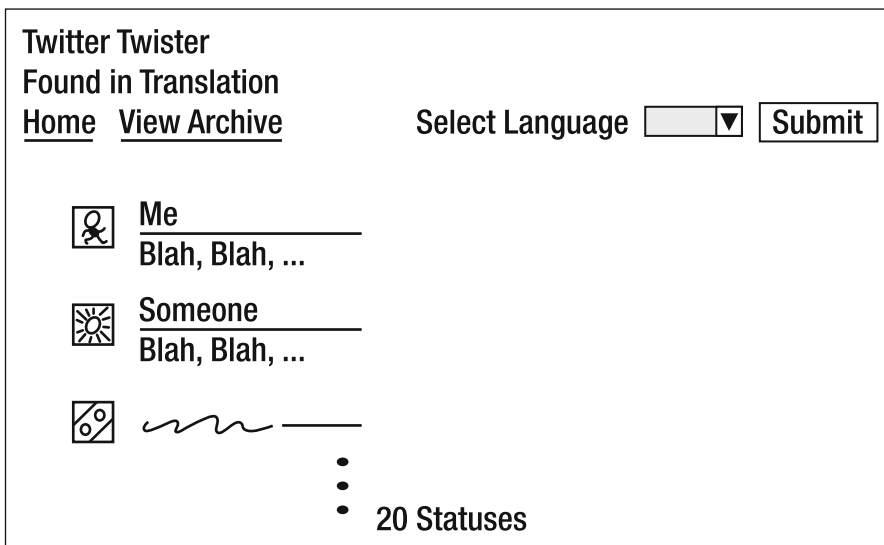 Twitter Twister
Found in Translation
Home View Archive Select Language Submit
Me
Blah, Blah, ...
Someone
Blah, Blah, ...
20 Statuses